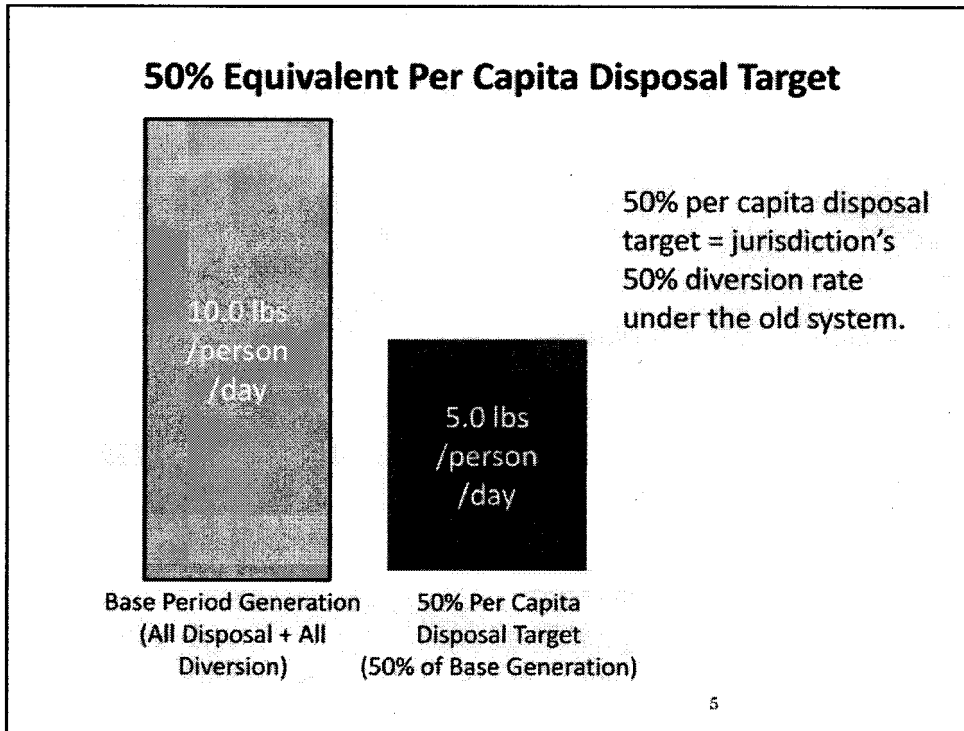 50% Equivalent Per Capita Disposal Target
10.0 lbs
/person
/day
5.0 lbs
/person
/day
50% per capita disposal
target = jurisdiction's
50% diversion rate
under the old system.
Base Period Generation
(All Disposal + All
Diversion)
50% Per Capita
Disposal Target
(50% of Base Generation)
5